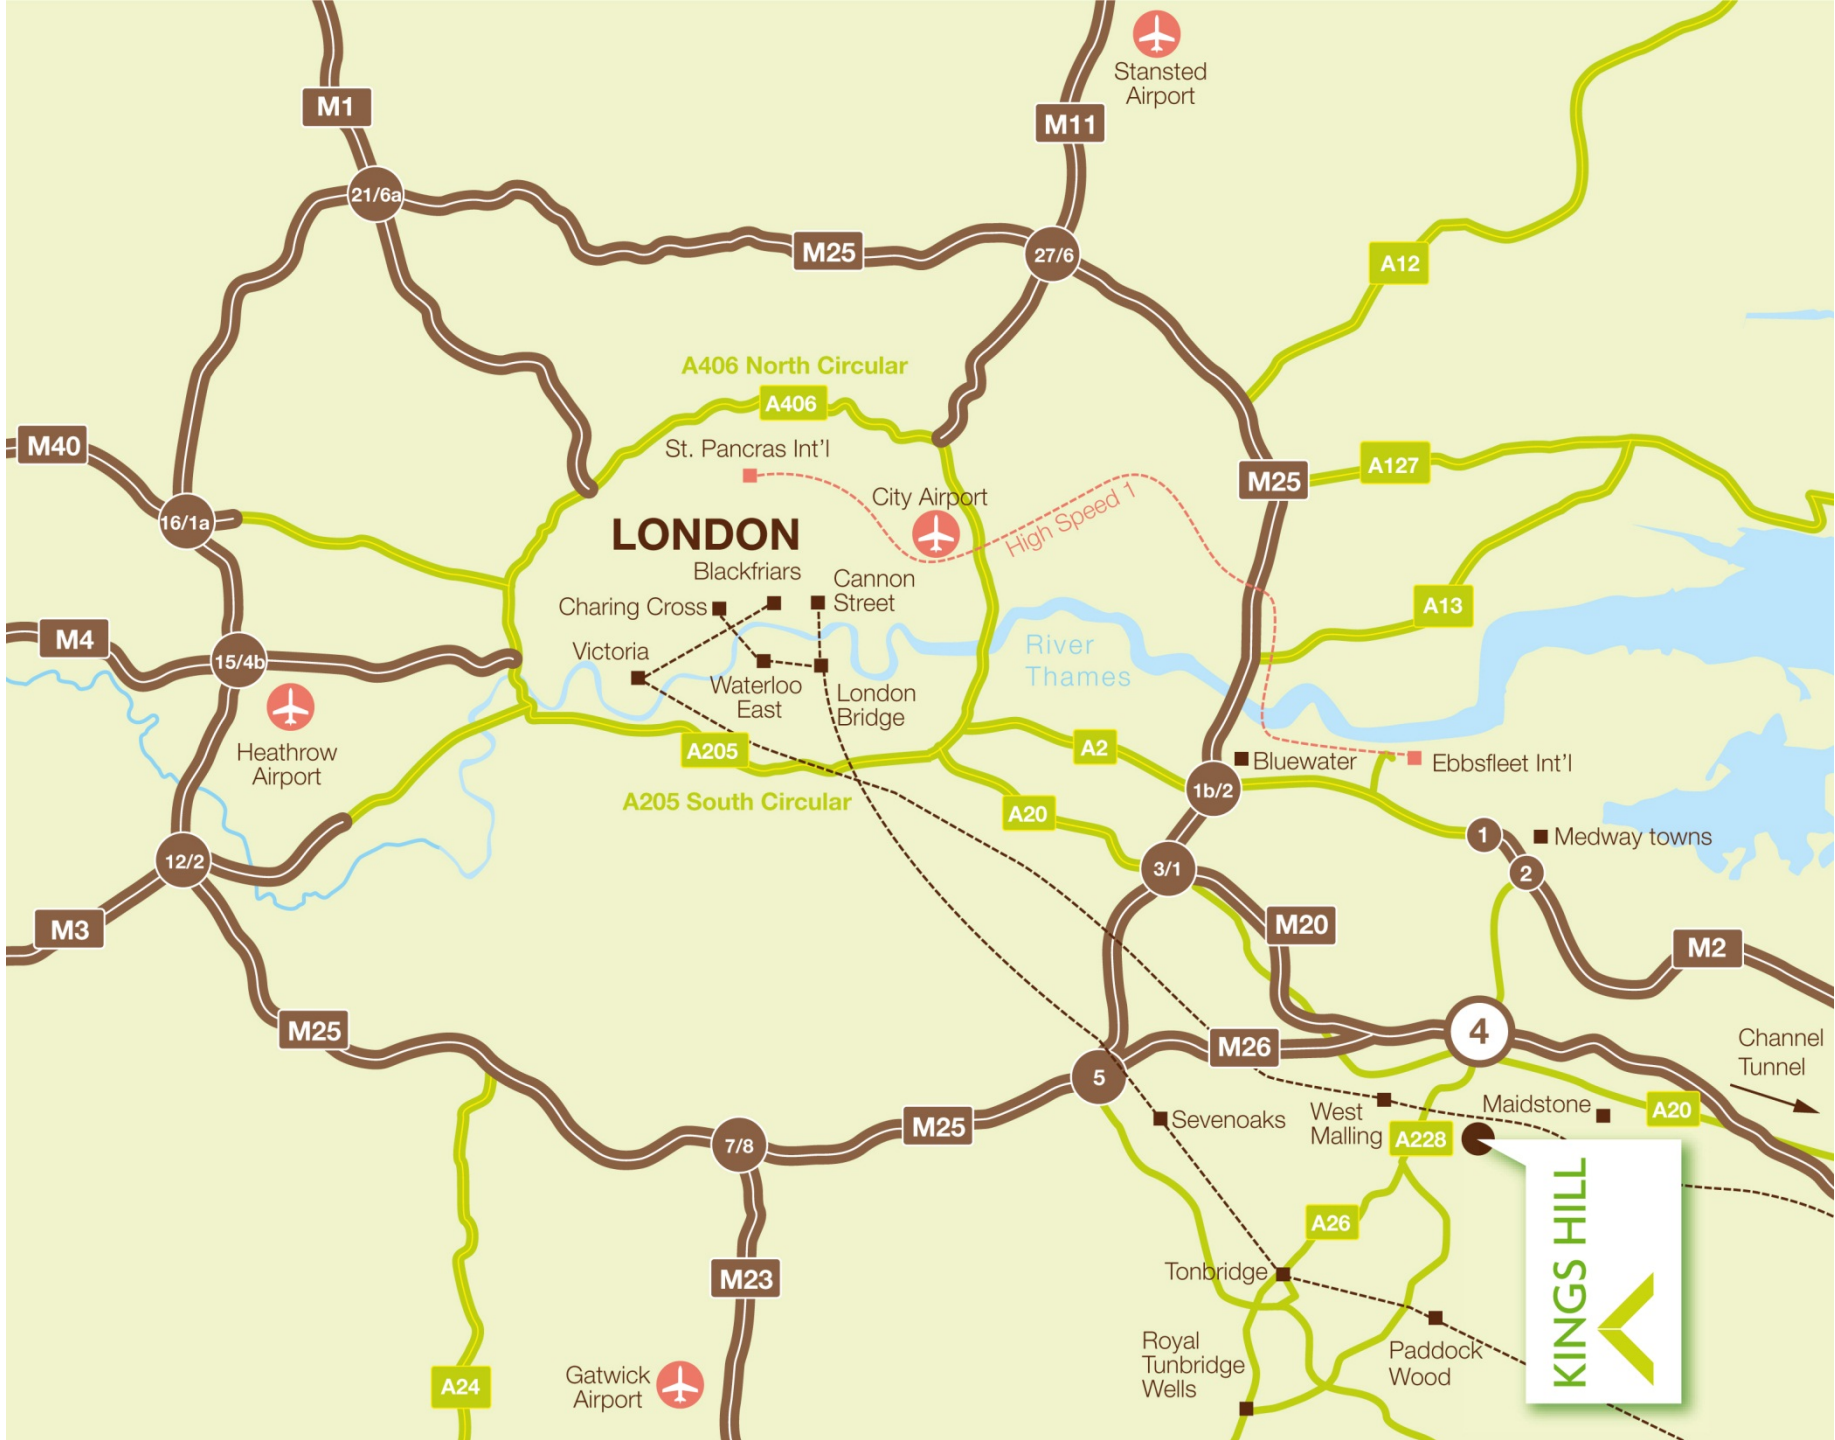 Stansted
Airport
M1
M11
21/6a
M25
27/6
A12
A406 North Circular
A406
M40
St. Pancras Int'l
A127
M25
City Airport
High Speed 1
16/1a
LONDON
Blackfriars
Cannon
Street
Charing Cross
A13
M4
River
Thames
Victoria
15/4b
Waterloo
East
London
Bridge
Heathrow
Airport
A205
A2
Bluewater
Ebbsfleet Int'l
1b/2
A205 South Circular
A20
1
Medway towns
12/2
3/1
2
M3
M20
M2
M25
4
Channel
Tunnel
M26
5
West
Malling
Maidstone
A20
Sevenoaks
M25
A228
7/8
A26
KINGS HILL
Tonbridge
M23
Royal
Tunbridge
Wells
Paddock
Wood
A24
Gatwick
Airport